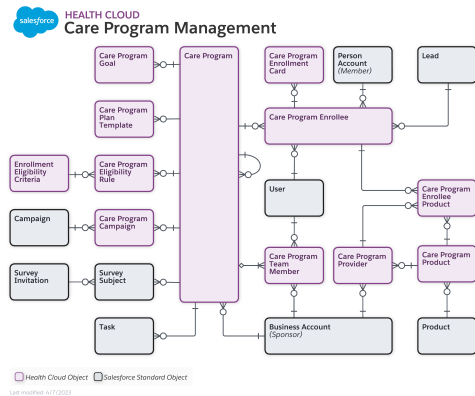 salesforce
HEALTH CLOUD
Care Program Management
Care Program
Goal
Care Program
Care Program
Enrollment
Card
Person
Account
(Member)
Lead
Care Program
Plan
Template
Care Program Enrollee
Enrollment
Eligibility
Criteria
Care Program
Eligibility
Rule
User
Care Program
Enrollee
Product
Campaign
Care Program
Campaign
Survey
Invitation
Survey
Subject
Care Program
Team
Member
Care Program
Provider
Care Program
Product
Task
Business Account
(Sponsor)
Product
Health Cloud Object
Salesforce Standard Object
Last modified: n/7/2023